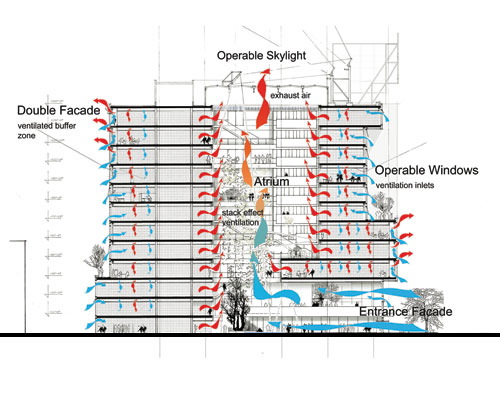 Operable Skylight
exhaust air
Double Facade
ventilated buffer
zone
Operable Windows
ventilation inlets
Atrium
stack effect
ventilation
Entrance Facade